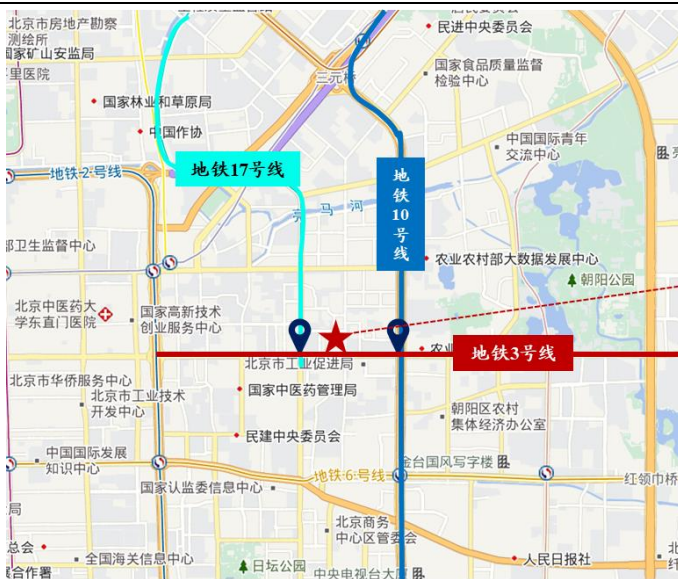 北京市房地产勘察
测绘所
国家矿山安监局
里医院
民进中央委员会
三元桥
国家食品质量监督
检验中心
国家林业和草原局
中国作协
中国国际青年
交流中心
地铁2号线
地铁17号线
地铁10号线
亮马河
部卫生监督中心
农业农村部大数据发展中心
朝阳公园
北京中医药大
学东直门医院
国家高新技术
创业服务中心
农业
地铁3号线
北京市工业促进局
北京市华侨服务中心
北京市工业技术
开发中心
国家中医药管理局
朝阳区农村
集体经济办公室
民建中央委员会
中国国际发展
知识中心
地铁6号线
金台国风写字楼
红领巾桥
国家认监委信息中心
局
北京商务
中心区管委会
总会
全国海关信息中心
人民日报社
合作署
日坛公园
中央电视台大